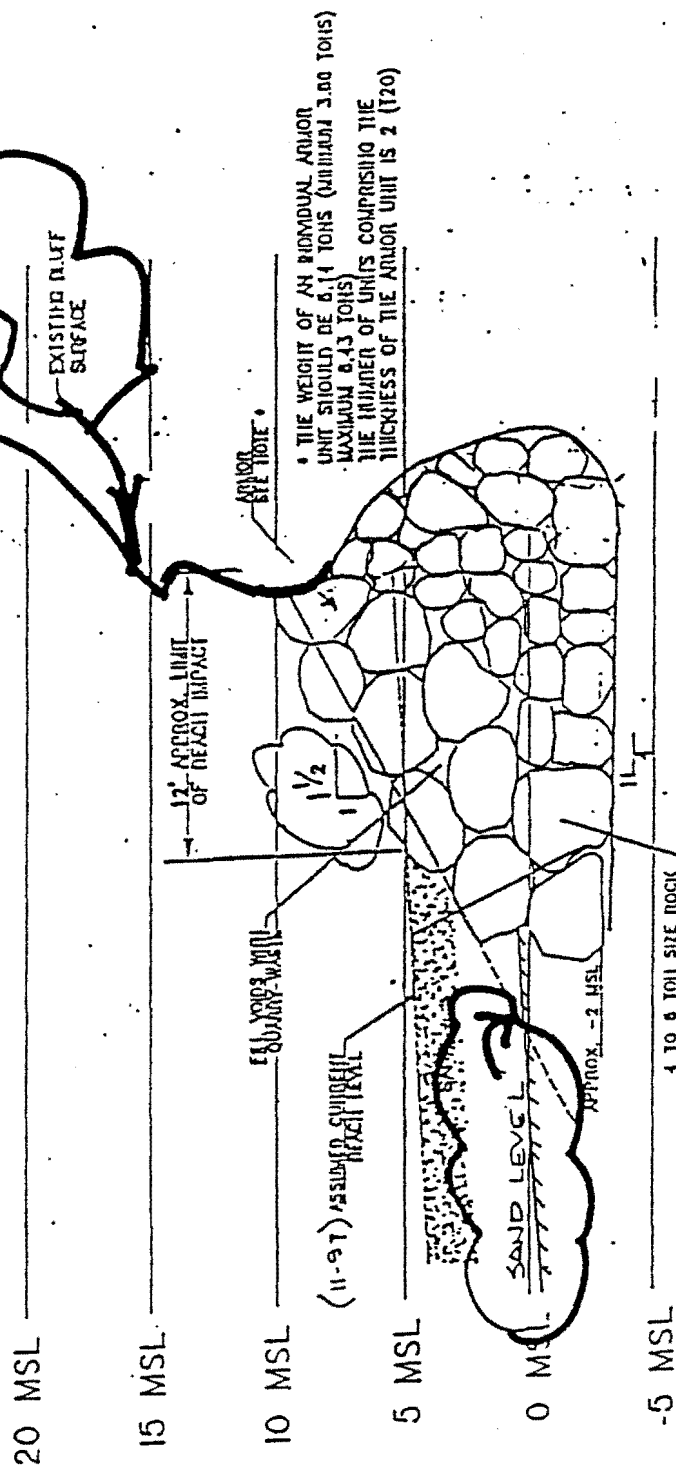 20 MSL
EXISTING BLUFF
SURFACE
15 MSL
12' APPROX. LIMIT
OF BEACH IMPACT
ARMOR
SEE NOTE *
10 MSL
* THE WEIGHT OF AN INDIVIDUAL ARMOR
UNIT SHOULD BE 6.14 TONS (MINIMUM 3.00 TONS)
MAXIMUM 8.43 TONS)
THE NUMBER OF UNITS COMPRISING THE
THICKNESS OF THE ARMOR UNIT IS 2 (T20)
1 1/2
1
FILL VOIDS WITH
QUARRY-WASTE
(11-97) ASSUMED CURRENT
BEACH LEVEL
5 MSL
SAND LEVEL
0 MSL
APPROX. -2 MSL
4 TO 6 TON SIZE ROCK
-5 MSL